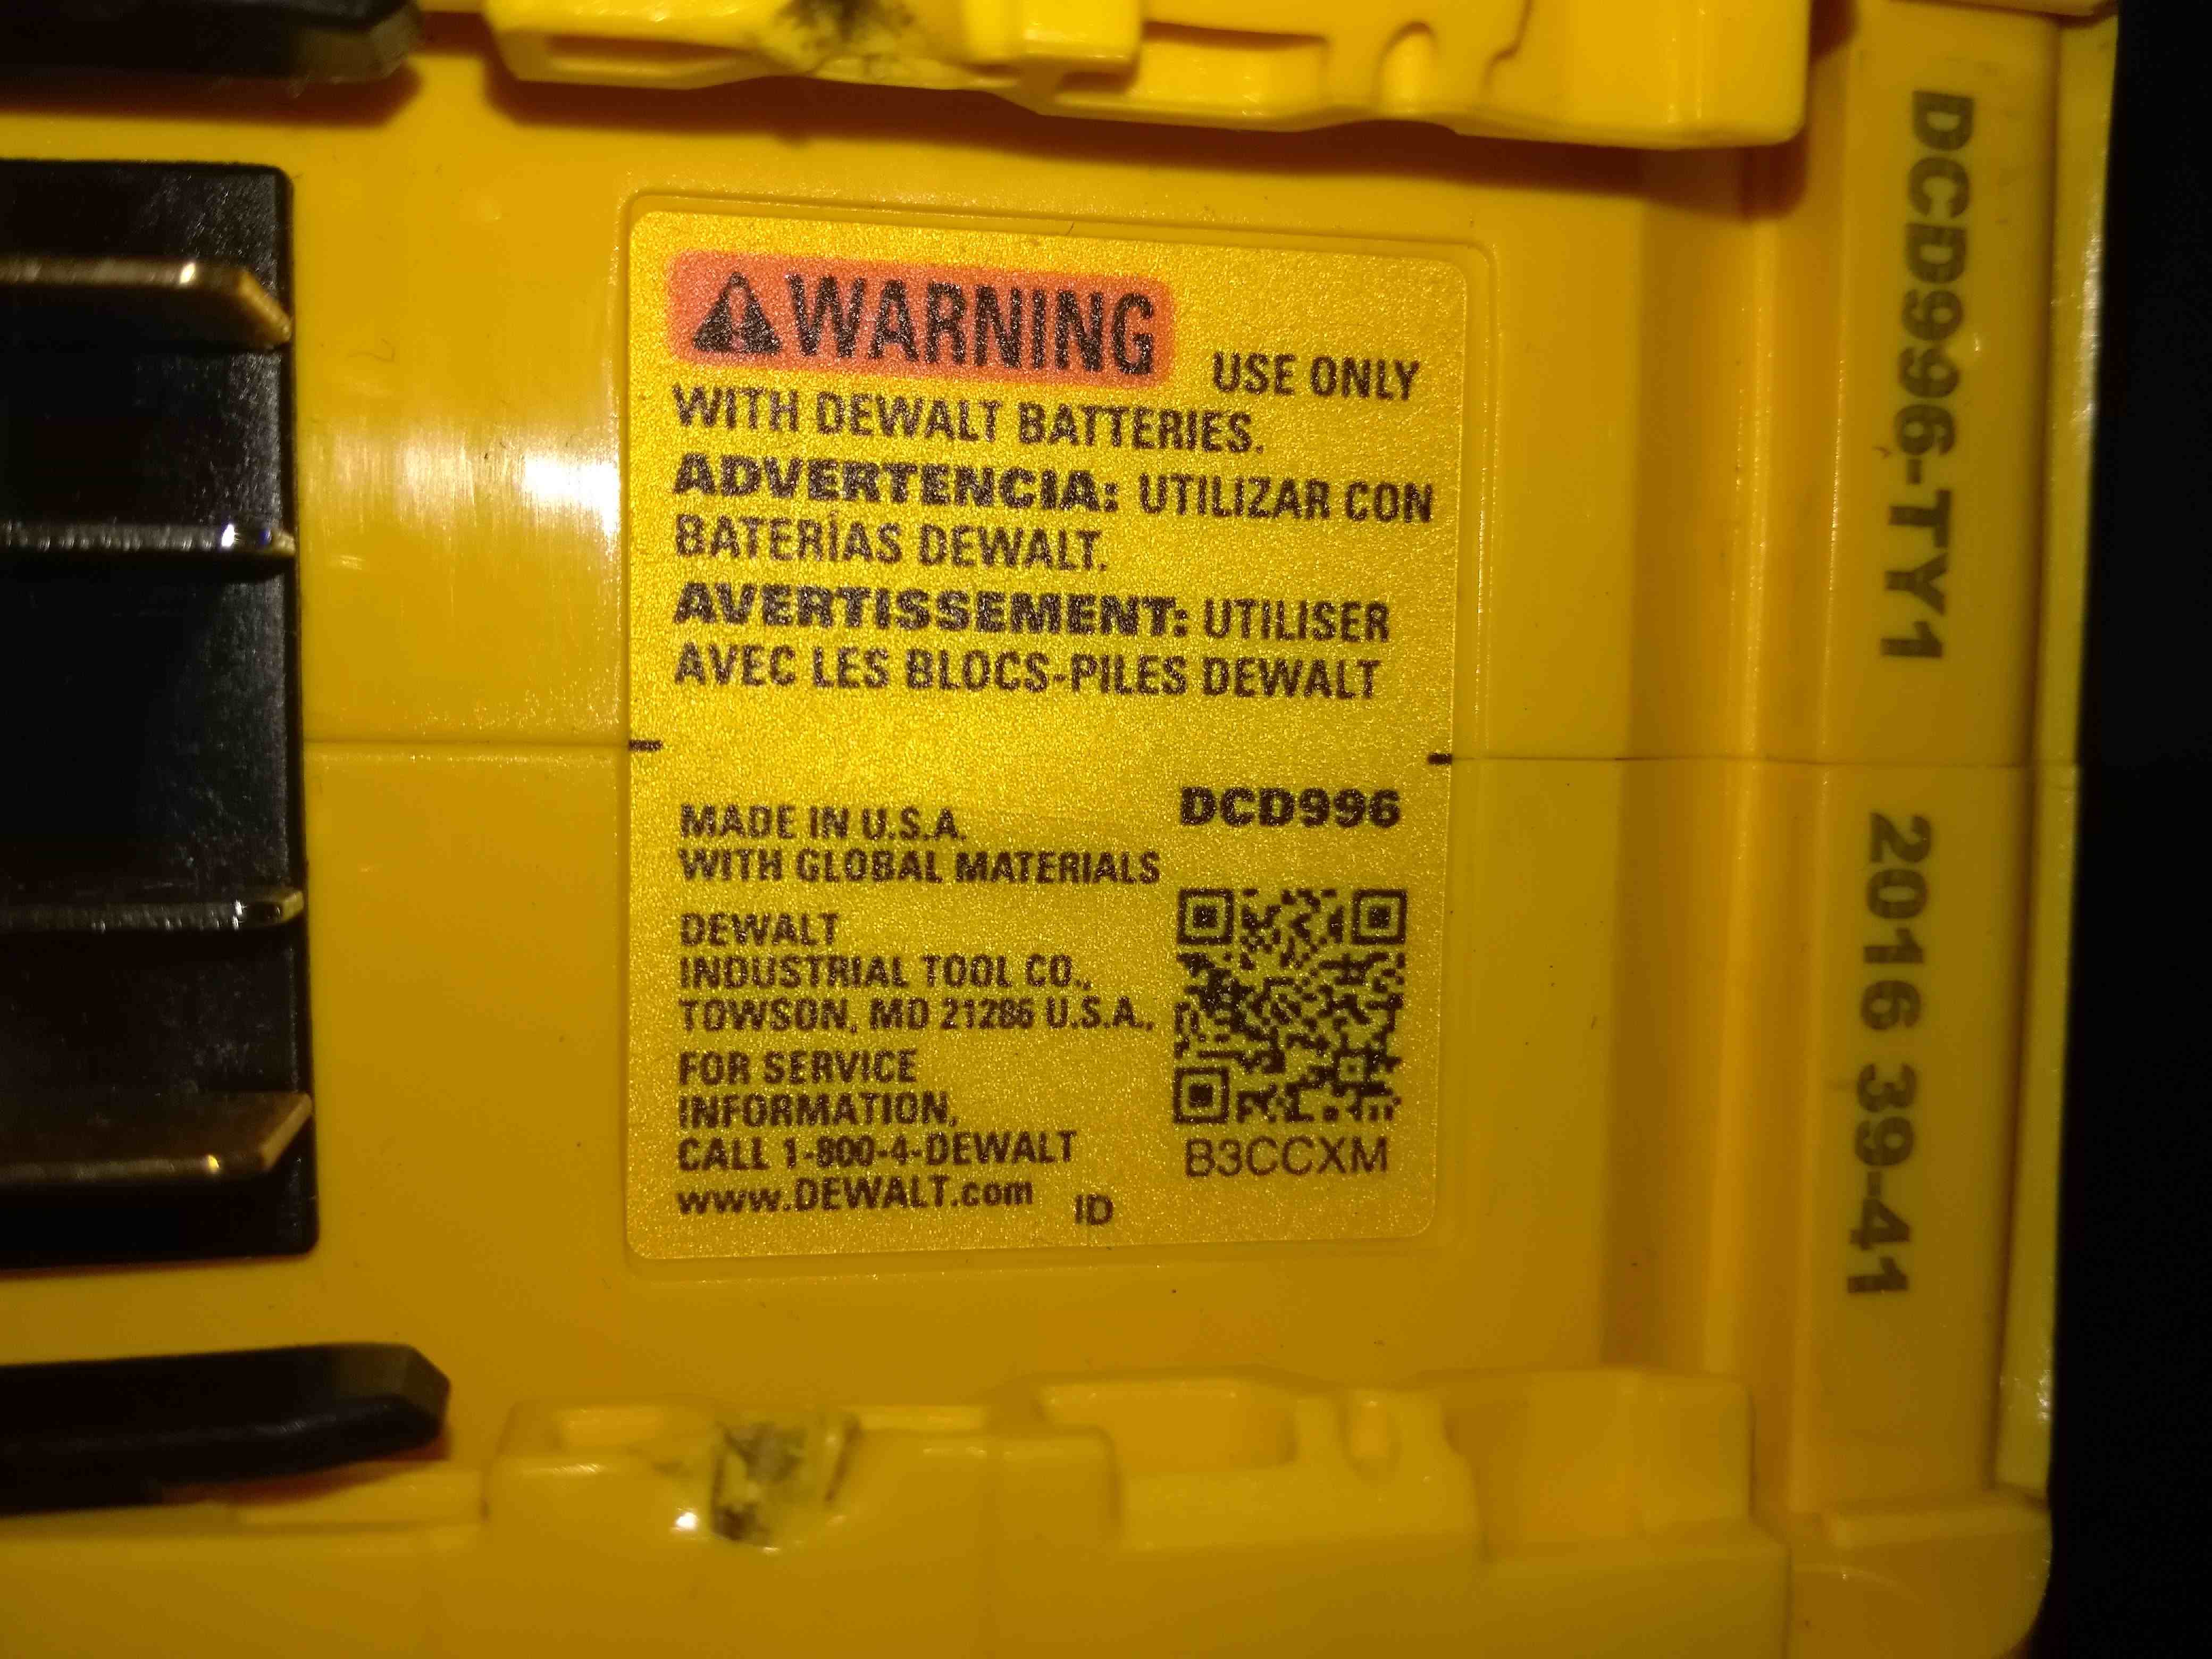 WARNING USE ONLY
WITH DEWALT BATTERIES.
ADVERTENCIA: UTILIZAR CON
BATERÍAS DEWALT.
AVERTISSEMENT: UTILISER
AVEC LES BLOCS-PILES DEWALT
DCD996
MADE IN U.S.A.
WITH GLOBAL MATERIALS
DEWALT
INDUSTRIAL TOOL CO.,
TOWSON, MD 21286 U.S.A.,
FOR SERVICE
INFORMATION,
CALL 1-800-4-DEWALT
www.DEWALT.com
ID
B3CCXM
DCD996-TY1 2016 39-41